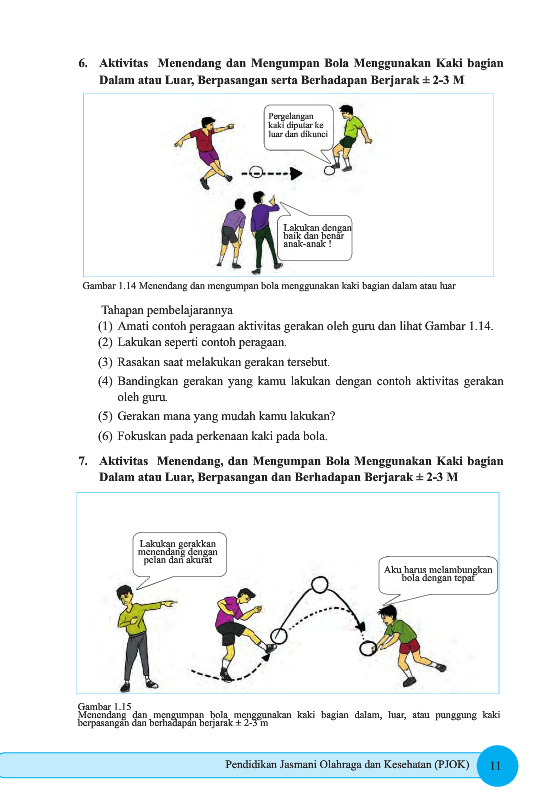 6. Aktivitas Menendang dan Mengumpan Bola Menggunakan Kaki bagian
Dalam atau Luar, Berpasangan serta Berhadapan Berjarak ± 2-3 M
Pergelangan
kaki diputar ke
luar dan dikunci
Lakukan dengan
baik dan benar
anak-anak !
Gambar 1.14 Menendang dan mengumpan bola menggunakan kaki bagian dalam atau luar
Tahapan pembelajarannya
(1) Amati contoh peragaan aktivitas gerakan oleh guru dan lihat Gambar 1.14.
(2) Lakukan seperti contoh peragaan.
(3) Rasakan saat melakukan gerakan tersebut.
(4) Bandingkan gerakan yang kamu lakukan dengan contoh aktivitas gerakan
oleh guru.
(5) Gerakan mana yang mudah kamu lakukan?
(6) Fokuskan pada perkenaan kaki pada bola.
7. Aktivitas Menendang, dan Mengumpan Bola Menggunakan Kaki bagian
Dalam atau Luar, Berpasangan dan Berhadapan Berjarak ± 2-3 M
Lakukan gerakkan
menendang dengan
pelan dan akurat
Aku harus melambungkan
bola dengan tepat
Gambar 1.15
Menendang dan mengumpan bola menggunakan kaki bagian dalam, luar, atau punggung kaki
berpasangan dan berhadapan berjarak ± 2-3 m
Pendidikan Jasmani Olahraga dan Kesehatan (PJOK) 11